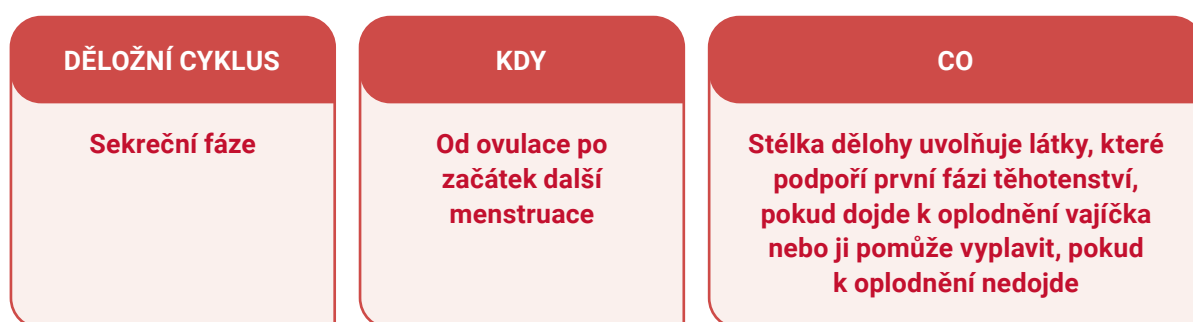 DĚLOŽNÍ CYKLUS
Sekreční fáze
KDY
Od ovulace po
začátek další
menstruace
CO
Stélka dělohy uvolňuje látky, které
podpoří první fázi těhotenství,
pokud dojde k oplodnění vajíčka
nebo ji pomůže vyplavit, pokud
k oplodnění nedojde